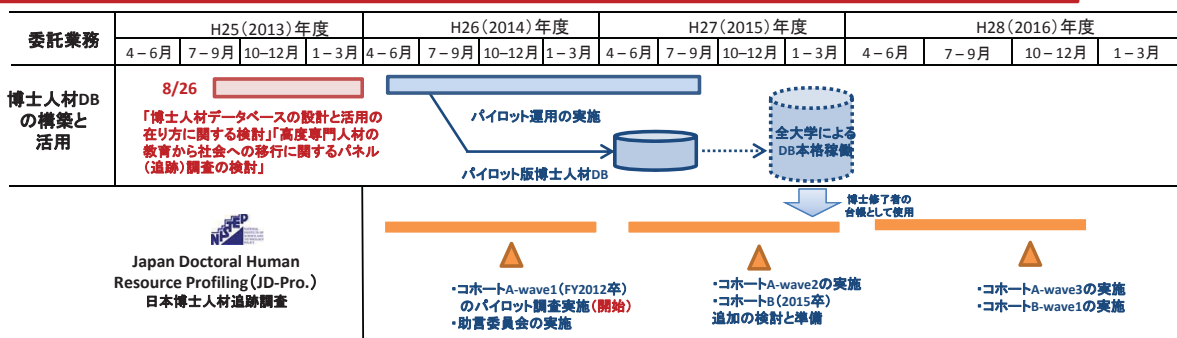 委託業務
H25(2013)年度
H26(2014)年度
H27(2015)年度
H28(2016)年度
4－6月 7－9月 10–12月 1－3月 4－6月 7－9月 10－12月 1－3月 4－6月 7－9月 10－12月 1－3月 4－6月 7－9月 10－12月 1－3月
博士人材DB
の構築と
活用
8/26
「博士人材データベースの設計と活用の
在り方に関する検討」「高度専門人材の
教育から社会への移行に関するパネル
(追跡)調査の検討」
パイロット運用の実施
パイロット版博士人材DB
全大学による
DB本格稼働
博士修了者の
台帳として使用
NISTEP
Japan Doctoral Human
Resource Profiling(JD-Pro.)
日本博士人材追跡調査
・コホートA-wave1(FY2012卒)
のパイロット調査実施(開始)
・助言委員会の実施
・コホートA-wave2の実施
・コホートB(2015卒)
追加の検討と準備
・コホートA-wave3の実施
・コホートB-wave1の実施